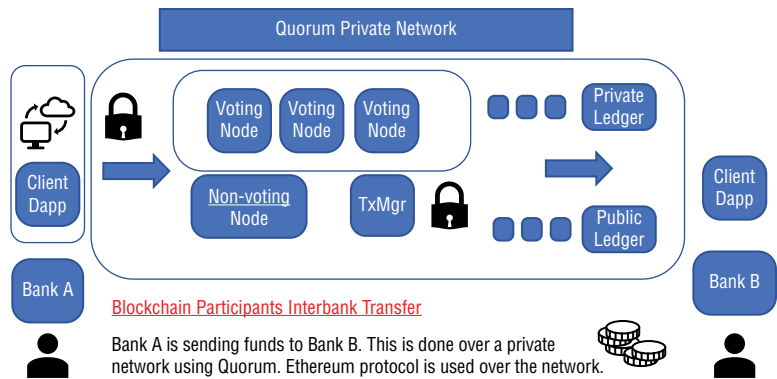 Quorum Private Network
Voting
Node
Voting
Node
Voting
Node
Private
Ledger
Client
Dapp
Non-voting
Node
TxMgr
Public
Ledger
Client
Dapp
Bank A
Bank B
Blockchain Participants Interbank Transfer
Bank A is sending funds to Bank B. This is done over a private
network using Quorum. Ethereum protocol is used over the network.